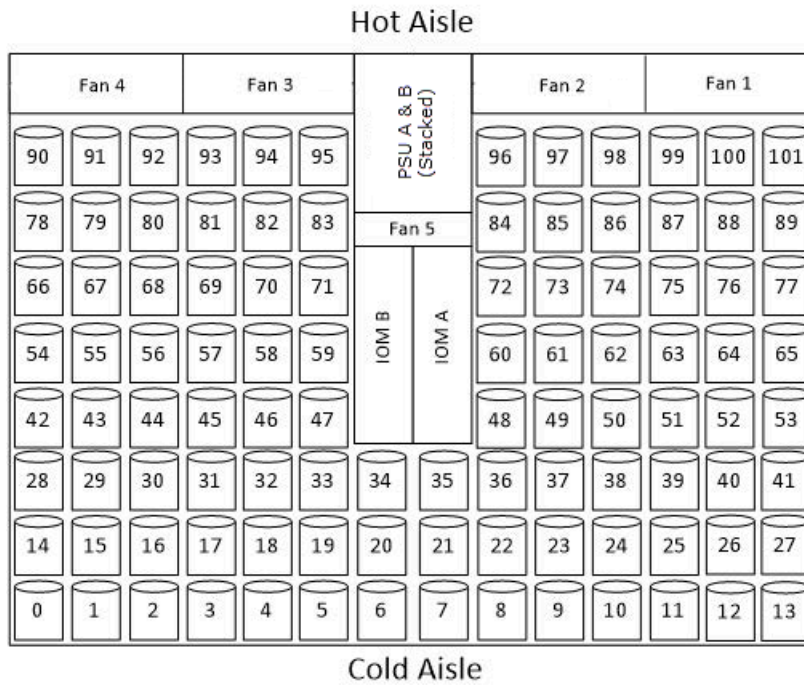 Hot Aisle
Fan 4 Fan 3 PSU A & B (Stacked) Fan 2 Fan 1
90 91 92 93 94 95 96 97 98 99 100 101
78 79 80 81 82 83 Fan 5 84 85 86 87 88 89
66 67 68 69 70 71 72 73 74 75 76 77
54 55 56 57 58 59 IOM B IOM A 60 61 62 63 64 65
42 43 44 45 46 47 48 49 50 51 52 53
28 29 30 31 32 33 34 35 36 37 38 39 40 41
14 15 16 17 18 19 20 21 22 23 24 25 26 27
0 1 2 3 4 5 6 7 8 9 10 11 12 13
Cold Aisle